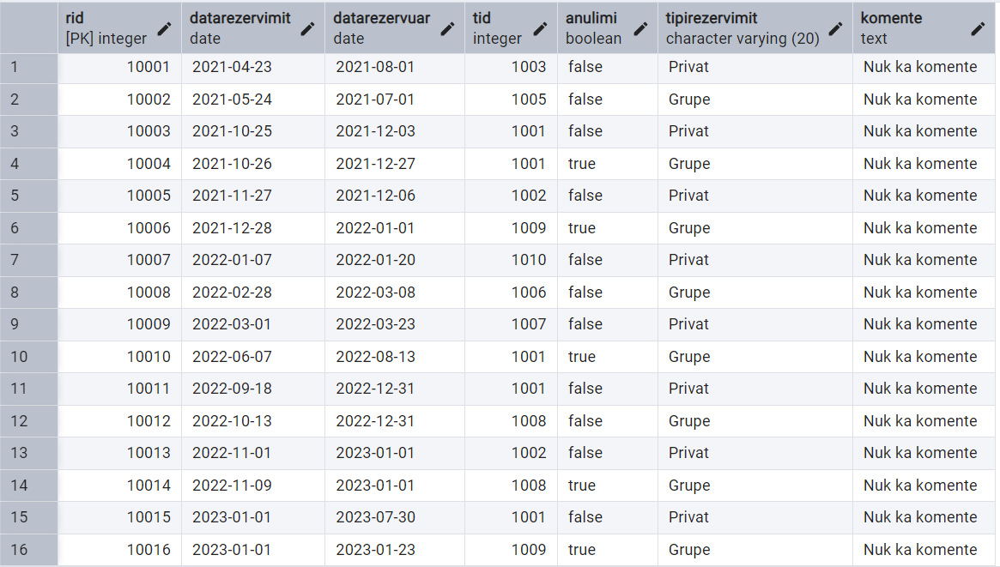 rid datarezervimit datarezervuar tid anulimi tipirezervimit komente
[PK] integer date date integer boolean character varying (20) text
1 10001 2021-04-23 2021-08-01 1003 false Privat Nuk ka komente
2 10002 2021-05-24 2021-07-01 1005 false Grupe Nuk ka komente
3 10003 2021-10-25 2021-12-03 1001 false Privat Nuk ka komente
4 10004 2021-10-26 2021-12-27 1001 true Grupe Nuk ka komente
5 10005 2021-11-27 2021-12-06 1002 false Privat Nuk ka komente
6 10006 2021-12-28 2022-01-01 1009 true Grupe Nuk ka komente
7 10007 2022-01-07 2022-01-20 1010 false Privat Nuk ka komente
8 10008 2022-02-28 2022-03-08 1006 false Grupe Nuk ka komente
9 10009 2022-03-01 2022-03-23 1007 false Privat Nuk ka komente
10 10010 2022-06-07 2022-08-13 1001 true Grupe Nuk ka komente
11 10011 2022-09-18 2022-12-31 1001 false Privat Nuk ka komente
12 10012 2022-10-13 2022-12-31 1008 false Grupe Nuk ka komente
13 10013 2022-11-01 2023-01-01 1002 false Privat Nuk ka komente
14 10014 2022-11-09 2023-01-01 1008 true Grupe Nuk ka komente
15 10015 2023-01-01 2023-07-30 1001 false Privat Nuk ka komente
16 10016 2023-01-01 2023-01-23 1009 true Grupe Nuk ka komente